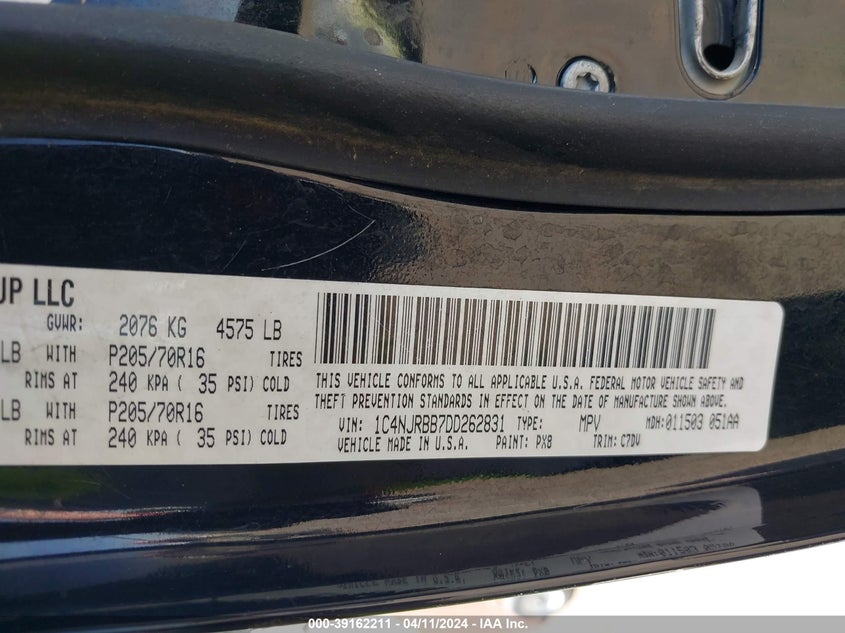 UP LLC
GVWR: 2076 KG 4575 LB
LB WITH P205/70R16 TIRES
RIMS AT 240 KPA ( 35 PSI) COLD
LB WITH P205/70R16 TIRES
RIMS AT 240 KPA ( 35 PSI) COLD
THIS VEHICLE CONFORMS TO ALL APPLICABLE U.S.A. FEDERAL MOTOR VEHICLE SAFETY AND
THEFT PREVENTION STANDARDS IN EFFECT ON THE DATE OF MANUFACTURE SHOWN ABOVE.
VIN: 1C4NJRBB7DD262831 TYPE: MPV MDH:011503 051AA
VEHICLE MADE IN U.S.A. PAINT: PX8 TRIM: C7DV
000-39162211 - 04/11/2024 - IAA Inc.